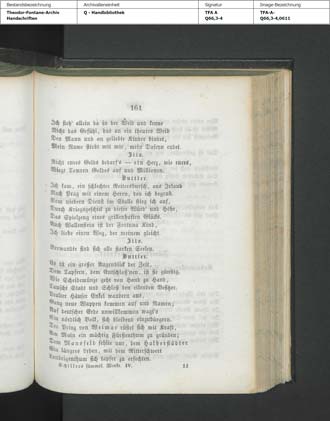 Bestandsbezeichnung
Theodor-Fontane-Archiv
Handschriften
Archivalieneinheit
Q - Handbibliothek
Signatur
TFA A
Q66,3-4
Image-Bezeichnung
TFA-A-
Q66,3-4,0611
161
Ich steh' allein da in der Welt und kenne
Nicht das Gefühl, das an ein theures Weib
Den Mann und an geliebte Kinder bindet,
Mein Name stirbt mit mir, mein Daseyn endet.
Illo.
Nicht eures Gelds bedarf's — ein Herz, wie eures,
Wiegt Tonnen Goldes auf und Millionen.
Buttler.
Ich kam, ein schlechter Reitersbursch, aus Irland
Nach Prag mit einem Herrn, den ich begrub.
Vom niedern Dienst im Stalle stieg ich auf,
Durch Kriegsgeschick zu dieser Würd' und Höhe,
Das Spielzeug eines grillenhaften Glücks.
Auch Wallenstein ist der Fortuna Kind,
Ich liebe einen Weg, der meinem gleicht.
Illo.
Verwandte sind sich alle starken Seelen.
Buttler.
Es ist ein großer Augenblick der Zeit,
Dem Tapfern, dem Entschloss'nen, ist sie günstig.
Wie Scheidemünze geht von Hand zu Hand,
Tauscht Stadt und Schloß den eilenden Besitzer.
Uralter Häuser Enkel wandern aus,
Ganz neue Wappen kommen auf und Namen;
Auf deutscher Erde unwillkommen wagt's
Ein nördlich Volk, sich bleibend einzubürgern.
Der Prinz von Weimar rüstet sich mit Kraft,
Am Main ein mächtig Fürstenthum zu gründen;
Dem Mansfeld fehlte nur, dem Halberstädter
Ein längres Leben, mit dem Ritterschwert
Landeigenthum sich tapfer zu erfechten.
Schillers sämmtl. Werke. IV.
11